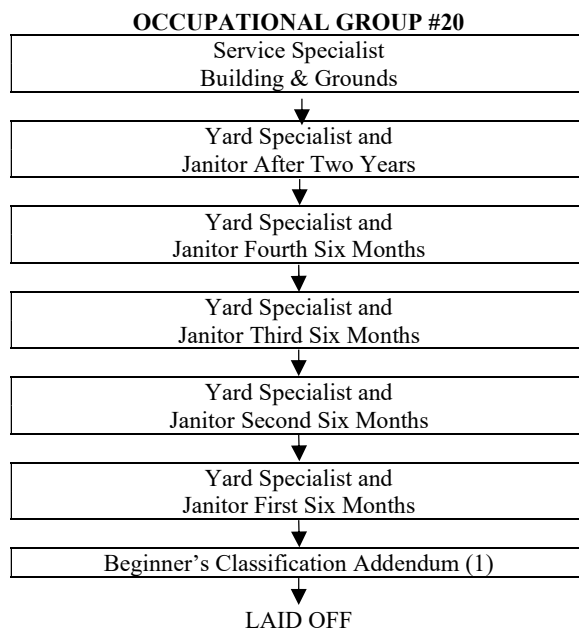 OCCUPATIONAL GROUP #20
Service Specialist
Building & Grounds
Yard Specialist and
Janitor After Two Years
Yard Specialist and
Janitor Fourth Six Months
Yard Specialist and
Janitor Third Six Months
Yard Specialist and
Janitor Second Six Months
Yard Specialist and
Janitor First Six Months
Beginner’s Classification Addendum (1)
LAID OFF